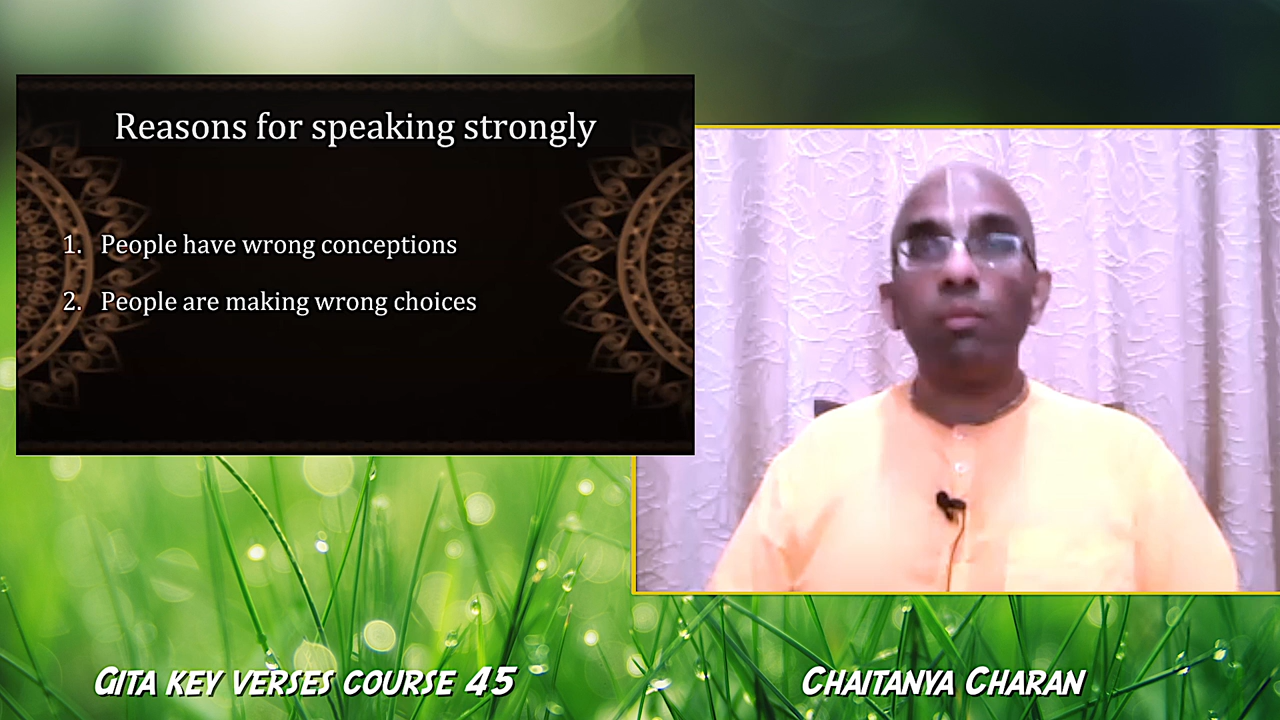 Reasons for speaking strongly
1. People have wrong conceptions
2. People are making wrong choices
Gita key verses course 45
Chaitanya Charan